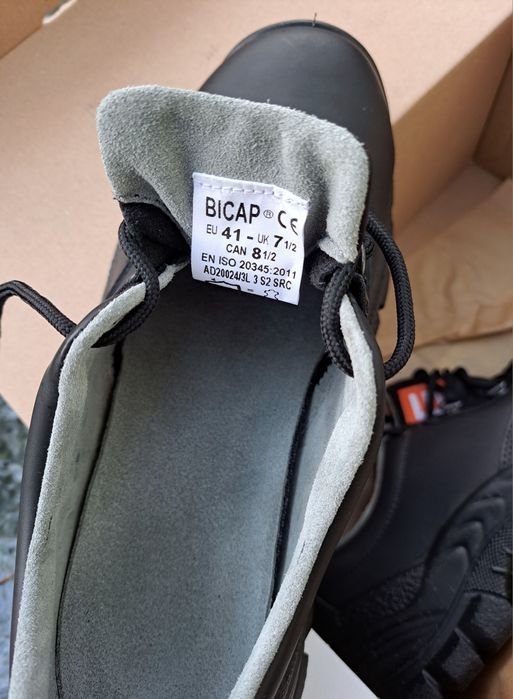 BICAP® CE
EU 41 - UK 7 1/2
CAN 8 1/2
EN ISO 20345:2011
AD20024/3L 3 S2 SRC